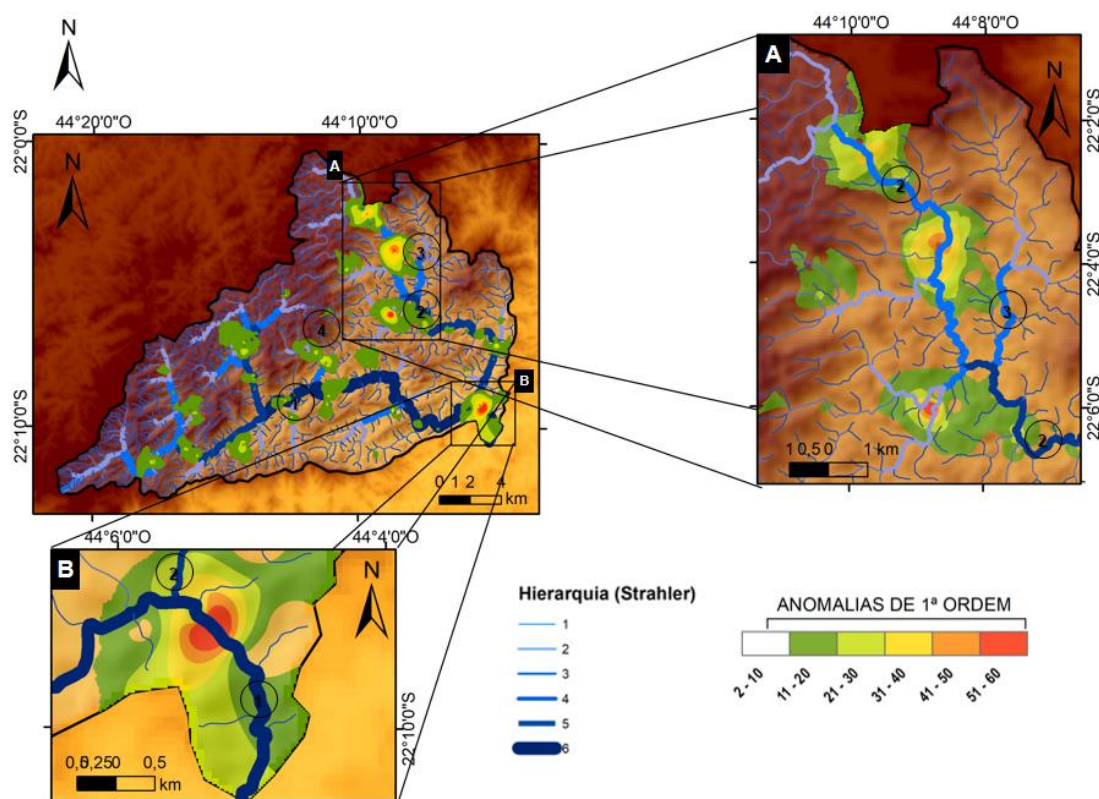 N
44°20'0"O
44°10'0"O
22°0'0"S
22°10'0"S
N
A
3
2
4
1
B
0 1 2 4
km
44°10'0"O
44°8'0"O
A
N
22°2'0"S
22°4'0"S
22°6'0"S
2
3
2
1 0,50 1 km
44°6'0"O
44°4'0"O
B
N
2
1
22°10'0"S
0,5 0,5
km
Hierarquia (Strahler)
1
2
3
4
5
6
ANOMALIAS DE 1ª ORDEM
2 - 10
11 - 20
21 - 30
31 - 40
41 - 50
51 - 60